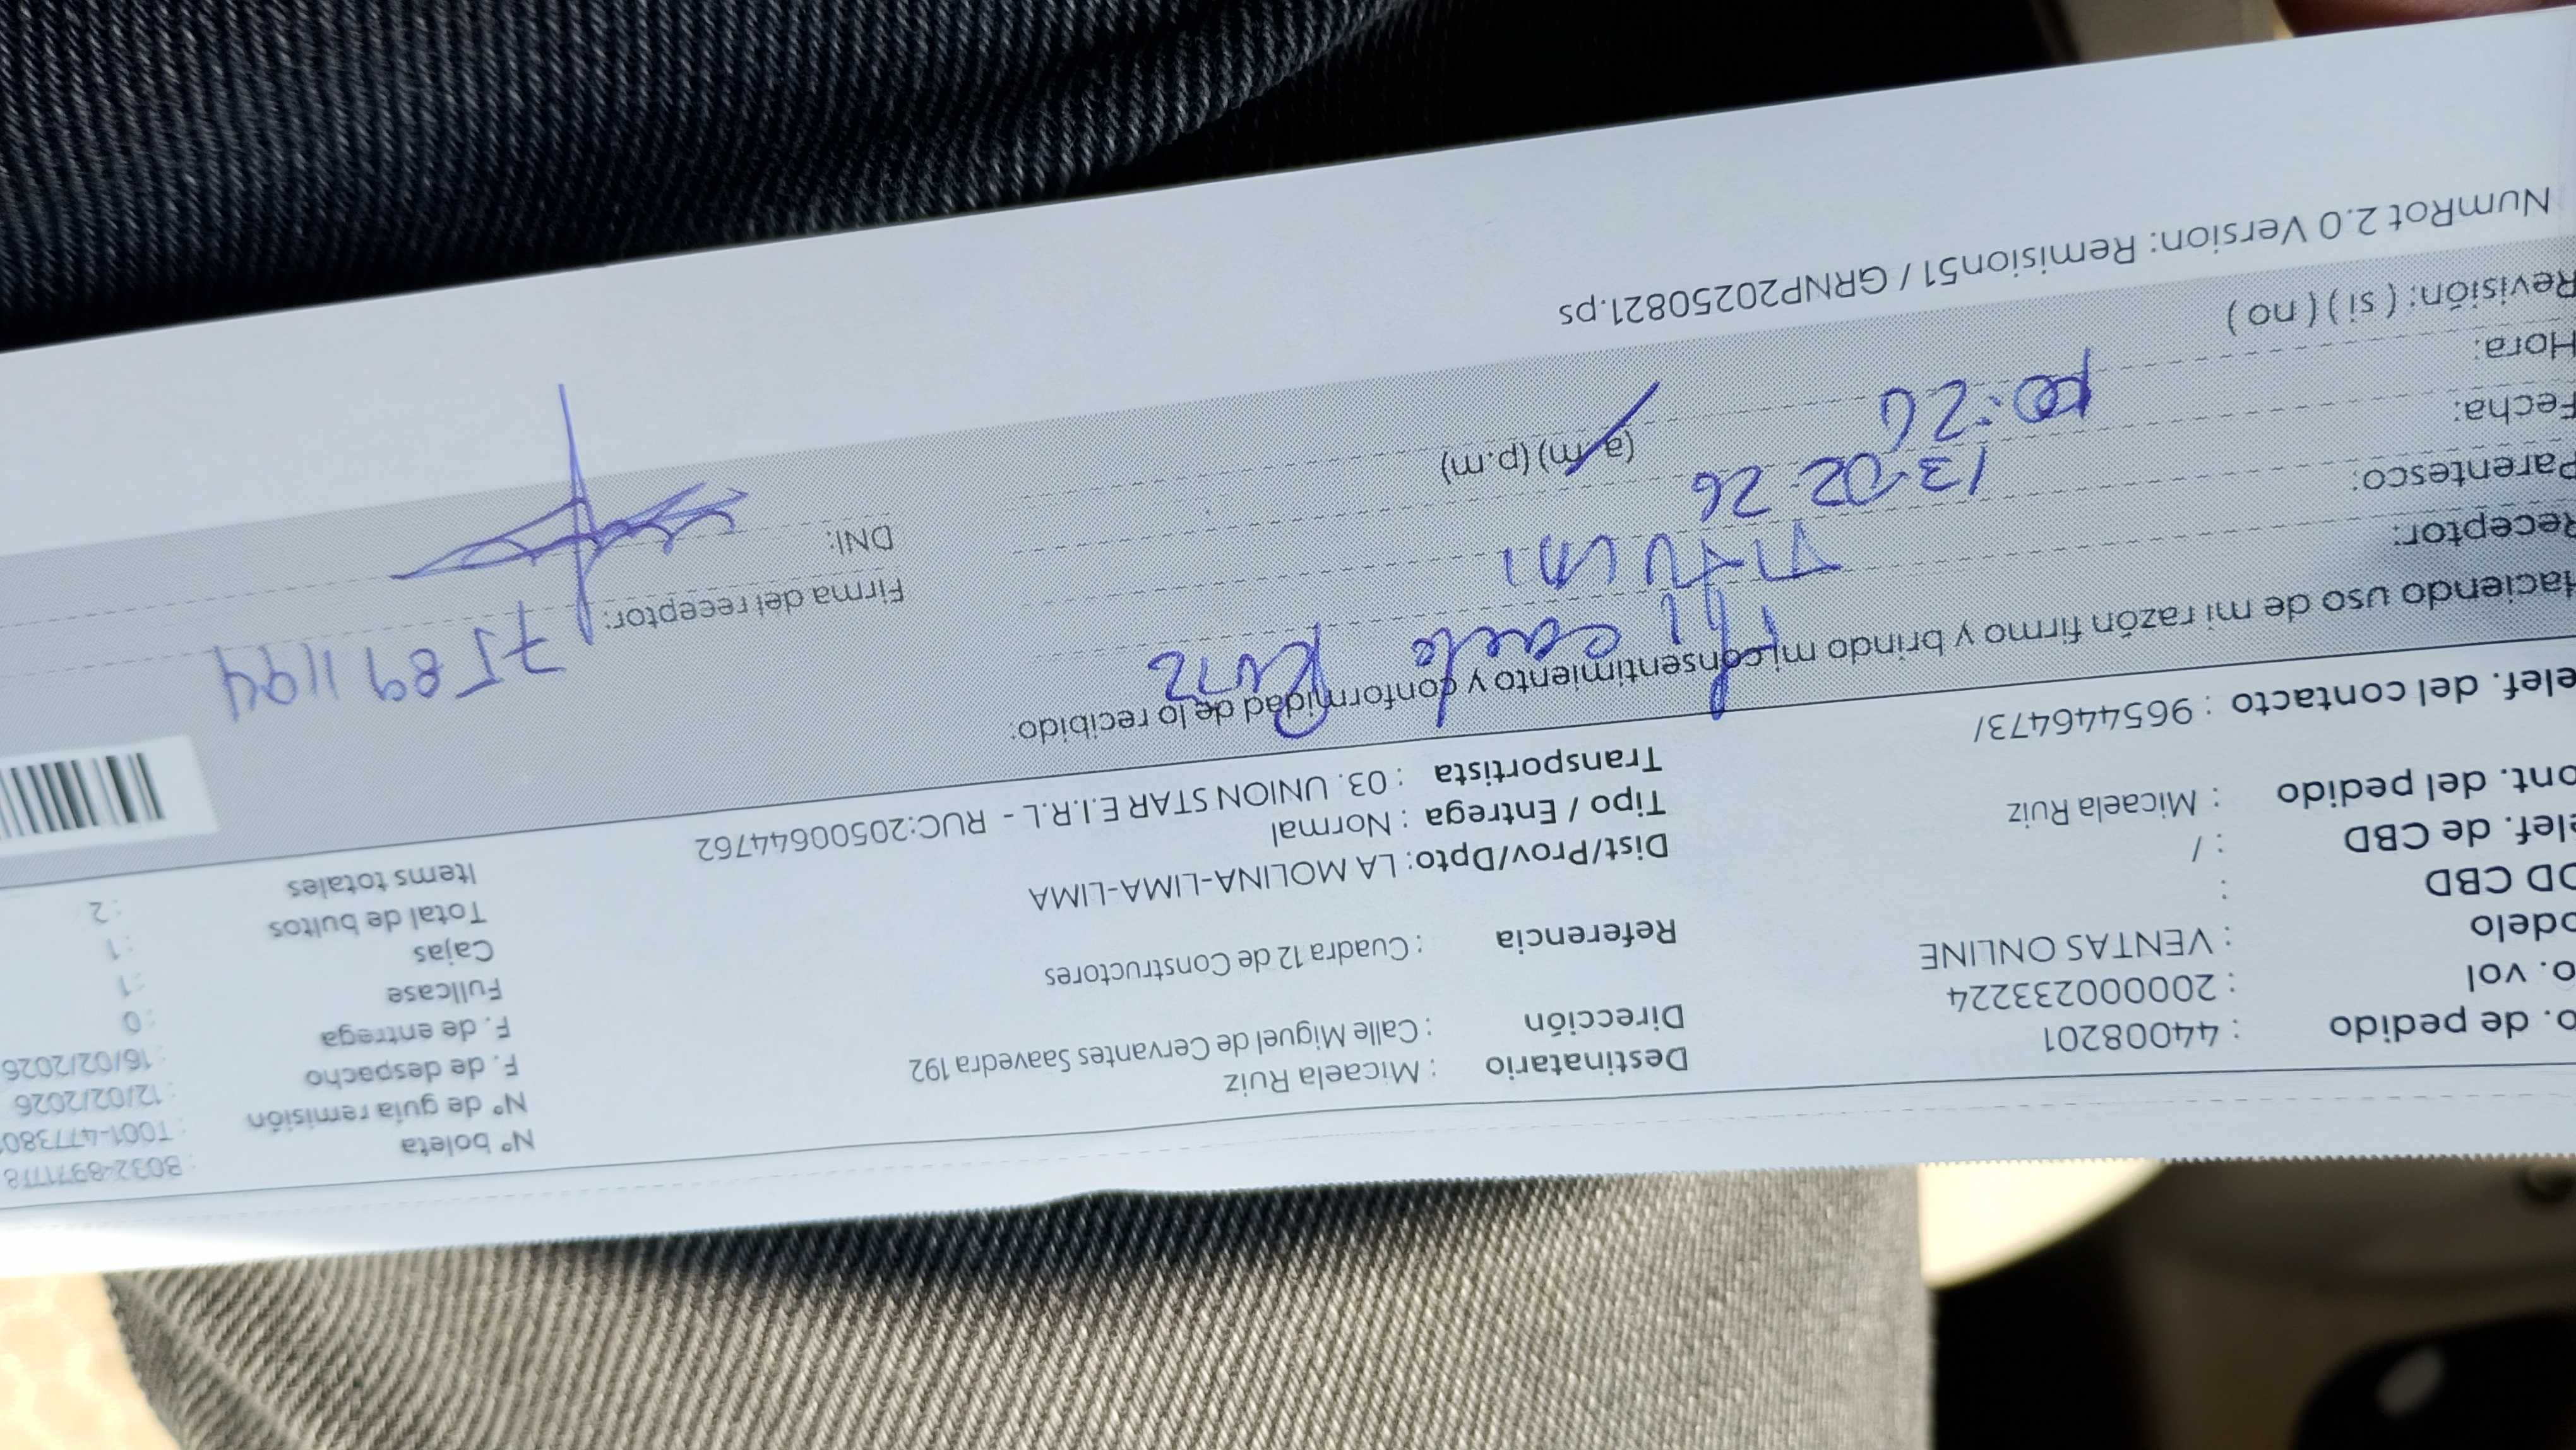 Nº boleta
Nº de guía remisión : T001-47738
F. de despacho : 12/02/2026
F. de entrega : 16/02/2026
Fullcase : 0
Cajas : 1
Total de bultos : 1
Items totales : 2
Destinatario : Micaela Ruiz
Dirección : Calle Miguel de Cervantes Saavedra 192
Referencia : Cuadra 12 de Constructores
Dist/Prov/Dpto: LA MOLINA-LIMA-LIMA
Tipo / Entrega : Normal
Transportista : 03. UNION STAR E.I.R.L - RUC:20500644762
o. de pedido : 44008201
o. vol : 200000233224
odelo : VENTAS ONLINE
OD CBD :
elef. de CBD : /
ont. del pedido : Micaela Ruiz
elef. del contacto : 965446473/
Haciendo uso de mi razón firmo y brindo mi consentimiento y conformidad de lo recibido:
Receptor: Micaela Ruiz
Parentesco: Titular
Fecha: 13-02-26
Hora: :26 (a.m) (p.m)
Revisión: ( si ) ( no )
Firma del receptor:
DNI:
NumRot 2.0 Version: Remision51 / GRNP20250821.ps